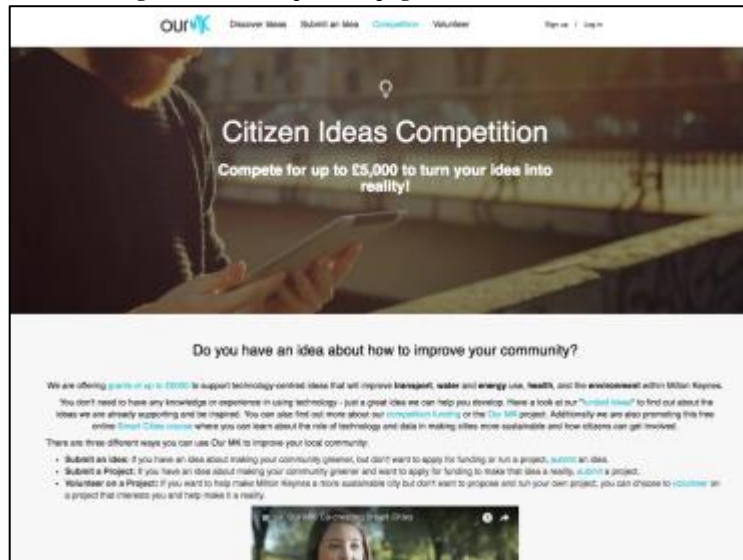 our MK Discover Ideas Submit an Idea Competition Volunteer Sign up | Log in
Citizen Ideas Competition
Compete for up to £5,000 to turn your idea into
reality!
Do you have an idea about how to improve your community?
We are offering grants of up to £5000 to support technology-centred ideas that will improve transport, water and energy use, health, and the environment within Milton Keynes.
You don't need to have any knowledge or experience in using technology - just a great idea we can help you develop. Have a look at our "funded ideas" to find out about the
ideas we are already supporting and be inspired. You can also find out more about our competition funding or the Our MK project. Additionally we are also promoting this free
online Smart Cities course where you can learn about the role of technology and data in making cities more sustainable and how citizens can get involved.
There are three different ways you can use Our MK to improve your local community:
• Submit an Idea: If you have an idea about making your community greener, but don't want to apply for funding or run a project, submit an idea.
• Submit a Project: If you have an idea about making your community greener and want to apply for funding to make that idea a reality, submit a project.
• Volunteer on a Project: If you want to help make Milton Keynes a more sustainable city but don't want to propose and run your own project, you can choose to volunteer on
a project that interests you and help make it a reality.
Our MK Co-creating Smart Cities